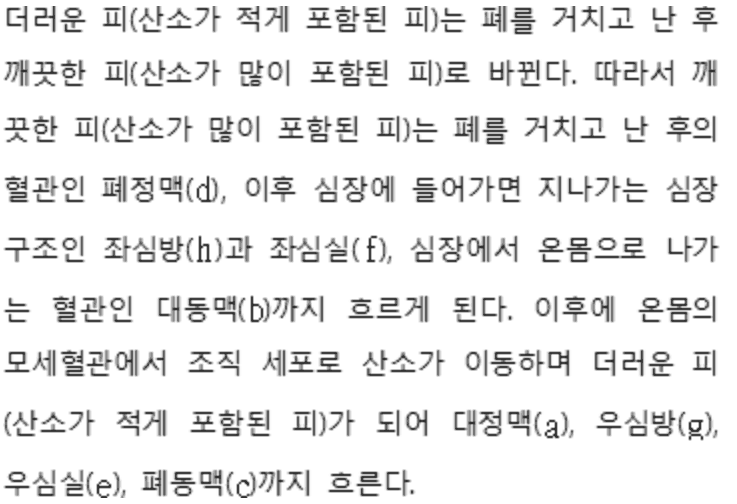 더러운 피(산소가 적게 포함된 피)는 폐를 거치고 난 후
깨끗한 피(산소가 많이 포함된 피)로 바뀐다. 따라서 깨
끗한 피(산소가 많이 포함된 피)는 폐를 거치고 난 후의
혈관인 폐정맥(d), 이후 심장에 들어가면 지나가는 심장
구조인 좌심방(h)과 좌심실(f), 심장에서 온몸으로 나가
는 혈관인 대동맥(b)까지 흐르게 된다. 이후에 온몸의
모세혈관에서 조직 세포로 산소가 이동하며 더러운 피
(산소가 적게 포함된 피)가 되어 대정맥(a), 우심방(g),
우심실(e), 폐동맥(c)까지 흐른다.